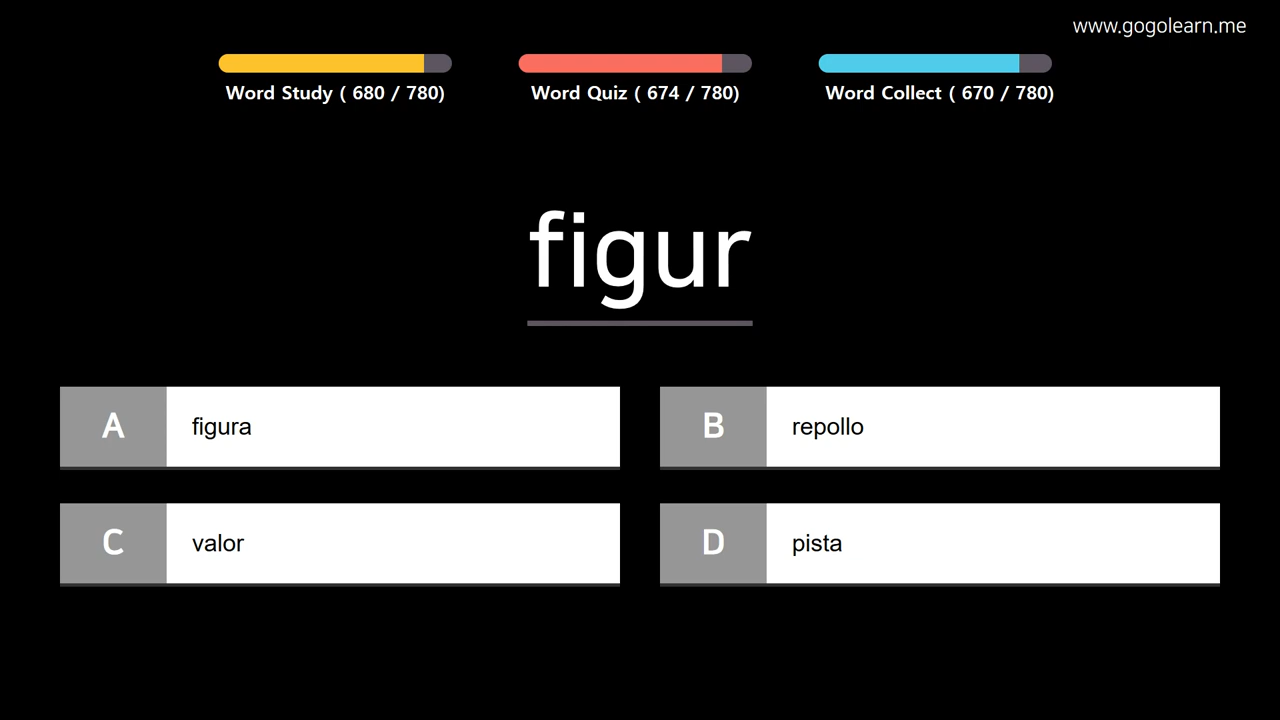 www.gogolearn.me
Word Study ( 680 / 780)
Word Quiz ( 674 / 780)
Word Collect ( 670 / 780)
figur
A figura
B repollo
C valor
D pista